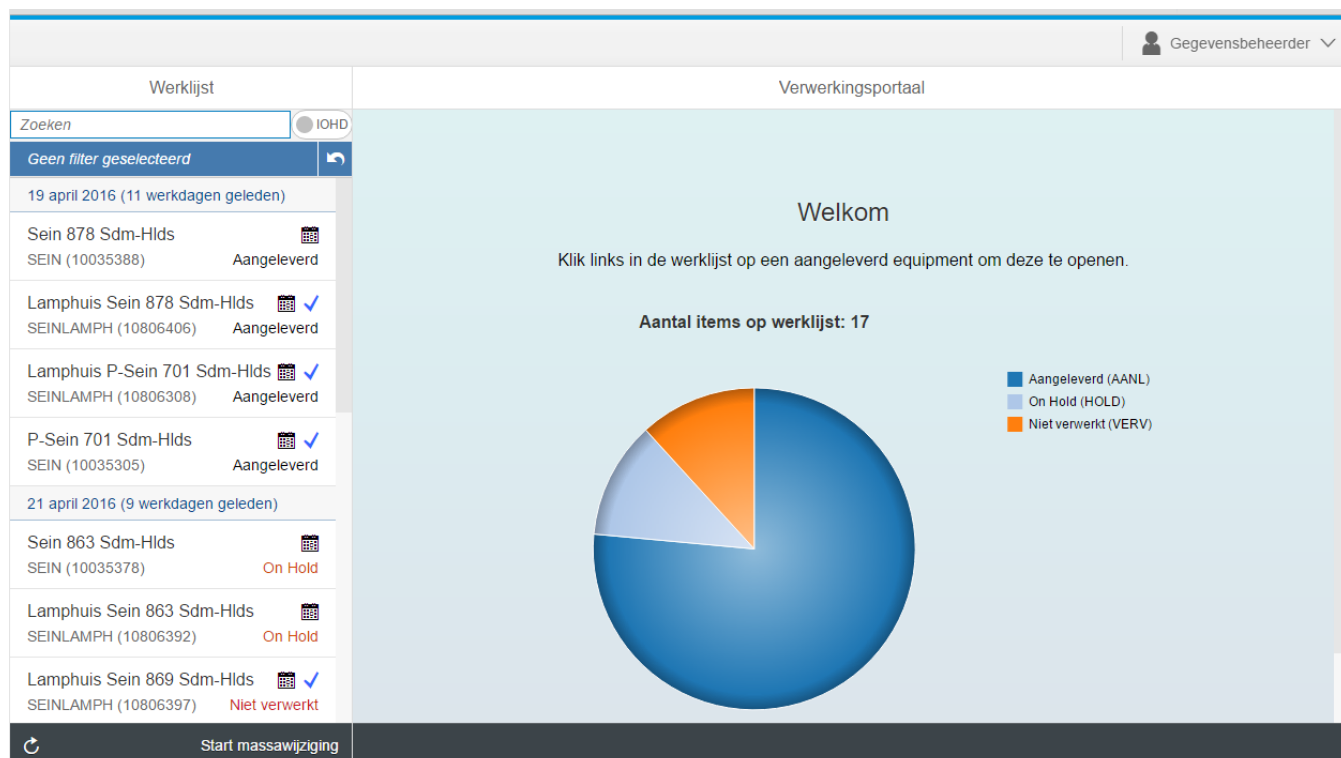 Gegevensbeheerder
Werklijst
Verwerkingsportaal
Zoeken
IOHD
Geen filter geselecteerd
19 april 2016 (11 werkdagen geleden)
Sein 878 Sdm-Hlds
SEIN (10035388) Aangeleverd
Lamphuis Sein 878 Sdm-Hlds
SEINLAMPH (10806406) Aangeleverd
Lamphuis P-Sein 701 Sdm-Hlds
SEINLAMPH (10806308) Aangeleverd
P-Sein 701 Sdm-Hlds
SEIN (10035305) Aangeleverd
21 april 2016 (9 werkdagen geleden)
Sein 863 Sdm-Hlds
SEIN (10035378) On Hold
Lamphuis Sein 863 Sdm-Hlds
SEINLAMPH (10806392) On Hold
Lamphuis Sein 869 Sdm-Hlds
SEINLAMPH (10806397) Niet verwerkt
Start massawijziging
Welkom
Klik links in de werklijst op een aangeleverd equipment om deze te openen.
Aantal items op werklijst: 17
Aangeleverd (AANL)
On Hold (HOLD)
Niet verwerkt (VERV)